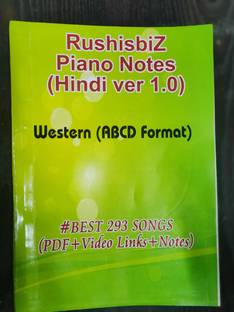 RushisbiZ
Piano Notes
(Hindi ver 1.0)
Western (ABCD Format)
#BEST 293 SONGS
(PDF+Video Links+Notes)